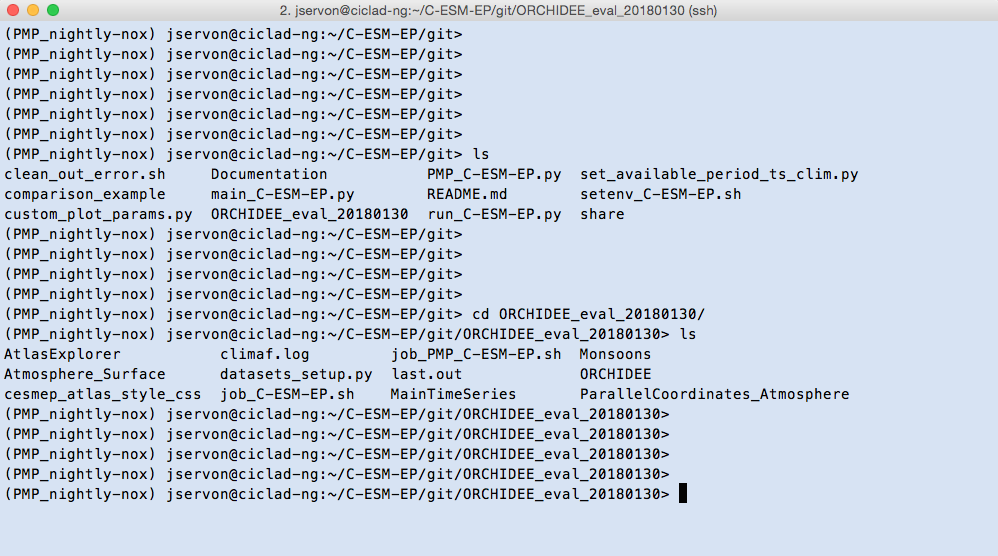 2. jservon@ciclad-ng:~/C-ESM-EP/git/ORCHIDEE_eval_20180130 (ssh)
(PMP_nightly-nox) jservon@ciclad-ng:~/C-ESM-EP/git>
(PMP_nightly-nox) jservon@ciclad-ng:~/C-ESM-EP/git>
(PMP_nightly-nox) jservon@ciclad-ng:~/C-ESM-EP/git>
(PMP_nightly-nox) jservon@ciclad-ng:~/C-ESM-EP/git>
(PMP_nightly-nox) jservon@ciclad-ng:~/C-ESM-EP/git>
(PMP_nightly-nox) jservon@ciclad-ng:~/C-ESM-EP/git>
(PMP_nightly-nox) jservon@ciclad-ng:~/C-ESM-EP/git> ls
clean_out_error.sh     Documentation           PMP_C-ESM-EP.py  set_available_period_ts_clim.py
comparison_example     main_C-ESM-EP.py        README.md        setenv_C-ESM-EP.sh
custom_plot_params.py  ORCHIDEE_eval_20180130  run_C-ESM-EP.py  share
(PMP_nightly-nox) jservon@ciclad-ng:~/C-ESM-EP/git>
(PMP_nightly-nox) jservon@ciclad-ng:~/C-ESM-EP/git>
(PMP_nightly-nox) jservon@ciclad-ng:~/C-ESM-EP/git>
(PMP_nightly-nox) jservon@ciclad-ng:~/C-ESM-EP/git>
(PMP_nightly-nox) jservon@ciclad-ng:~/C-ESM-EP/git> cd ORCHIDEE_eval_20180130/
(PMP_nightly-nox) jservon@ciclad-ng:~/C-ESM-EP/git/ORCHIDEE_eval_20180130> ls
AtlasExplorer           climaf.log         job_PMP_C-ESM-EP.sh  Monsoons
Atmosphere_Surface      datasets_setup.py  last.out             ORCHIDEE
cesmep_atlas_style_css  job_C-ESM-EP.sh    MainTimeSeries       ParallelCoordinates_Atmosphere
(PMP_nightly-nox) jservon@ciclad-ng:~/C-ESM-EP/git/ORCHIDEE_eval_20180130>
(PMP_nightly-nox) jservon@ciclad-ng:~/C-ESM-EP/git/ORCHIDEE_eval_20180130>
(PMP_nightly-nox) jservon@ciclad-ng:~/C-ESM-EP/git/ORCHIDEE_eval_20180130>
(PMP_nightly-nox) jservon@ciclad-ng:~/C-ESM-EP/git/ORCHIDEE_eval_20180130>
(PMP_nightly-nox) jservon@ciclad-ng:~/C-ESM-EP/git/ORCHIDEE_eval_20180130>